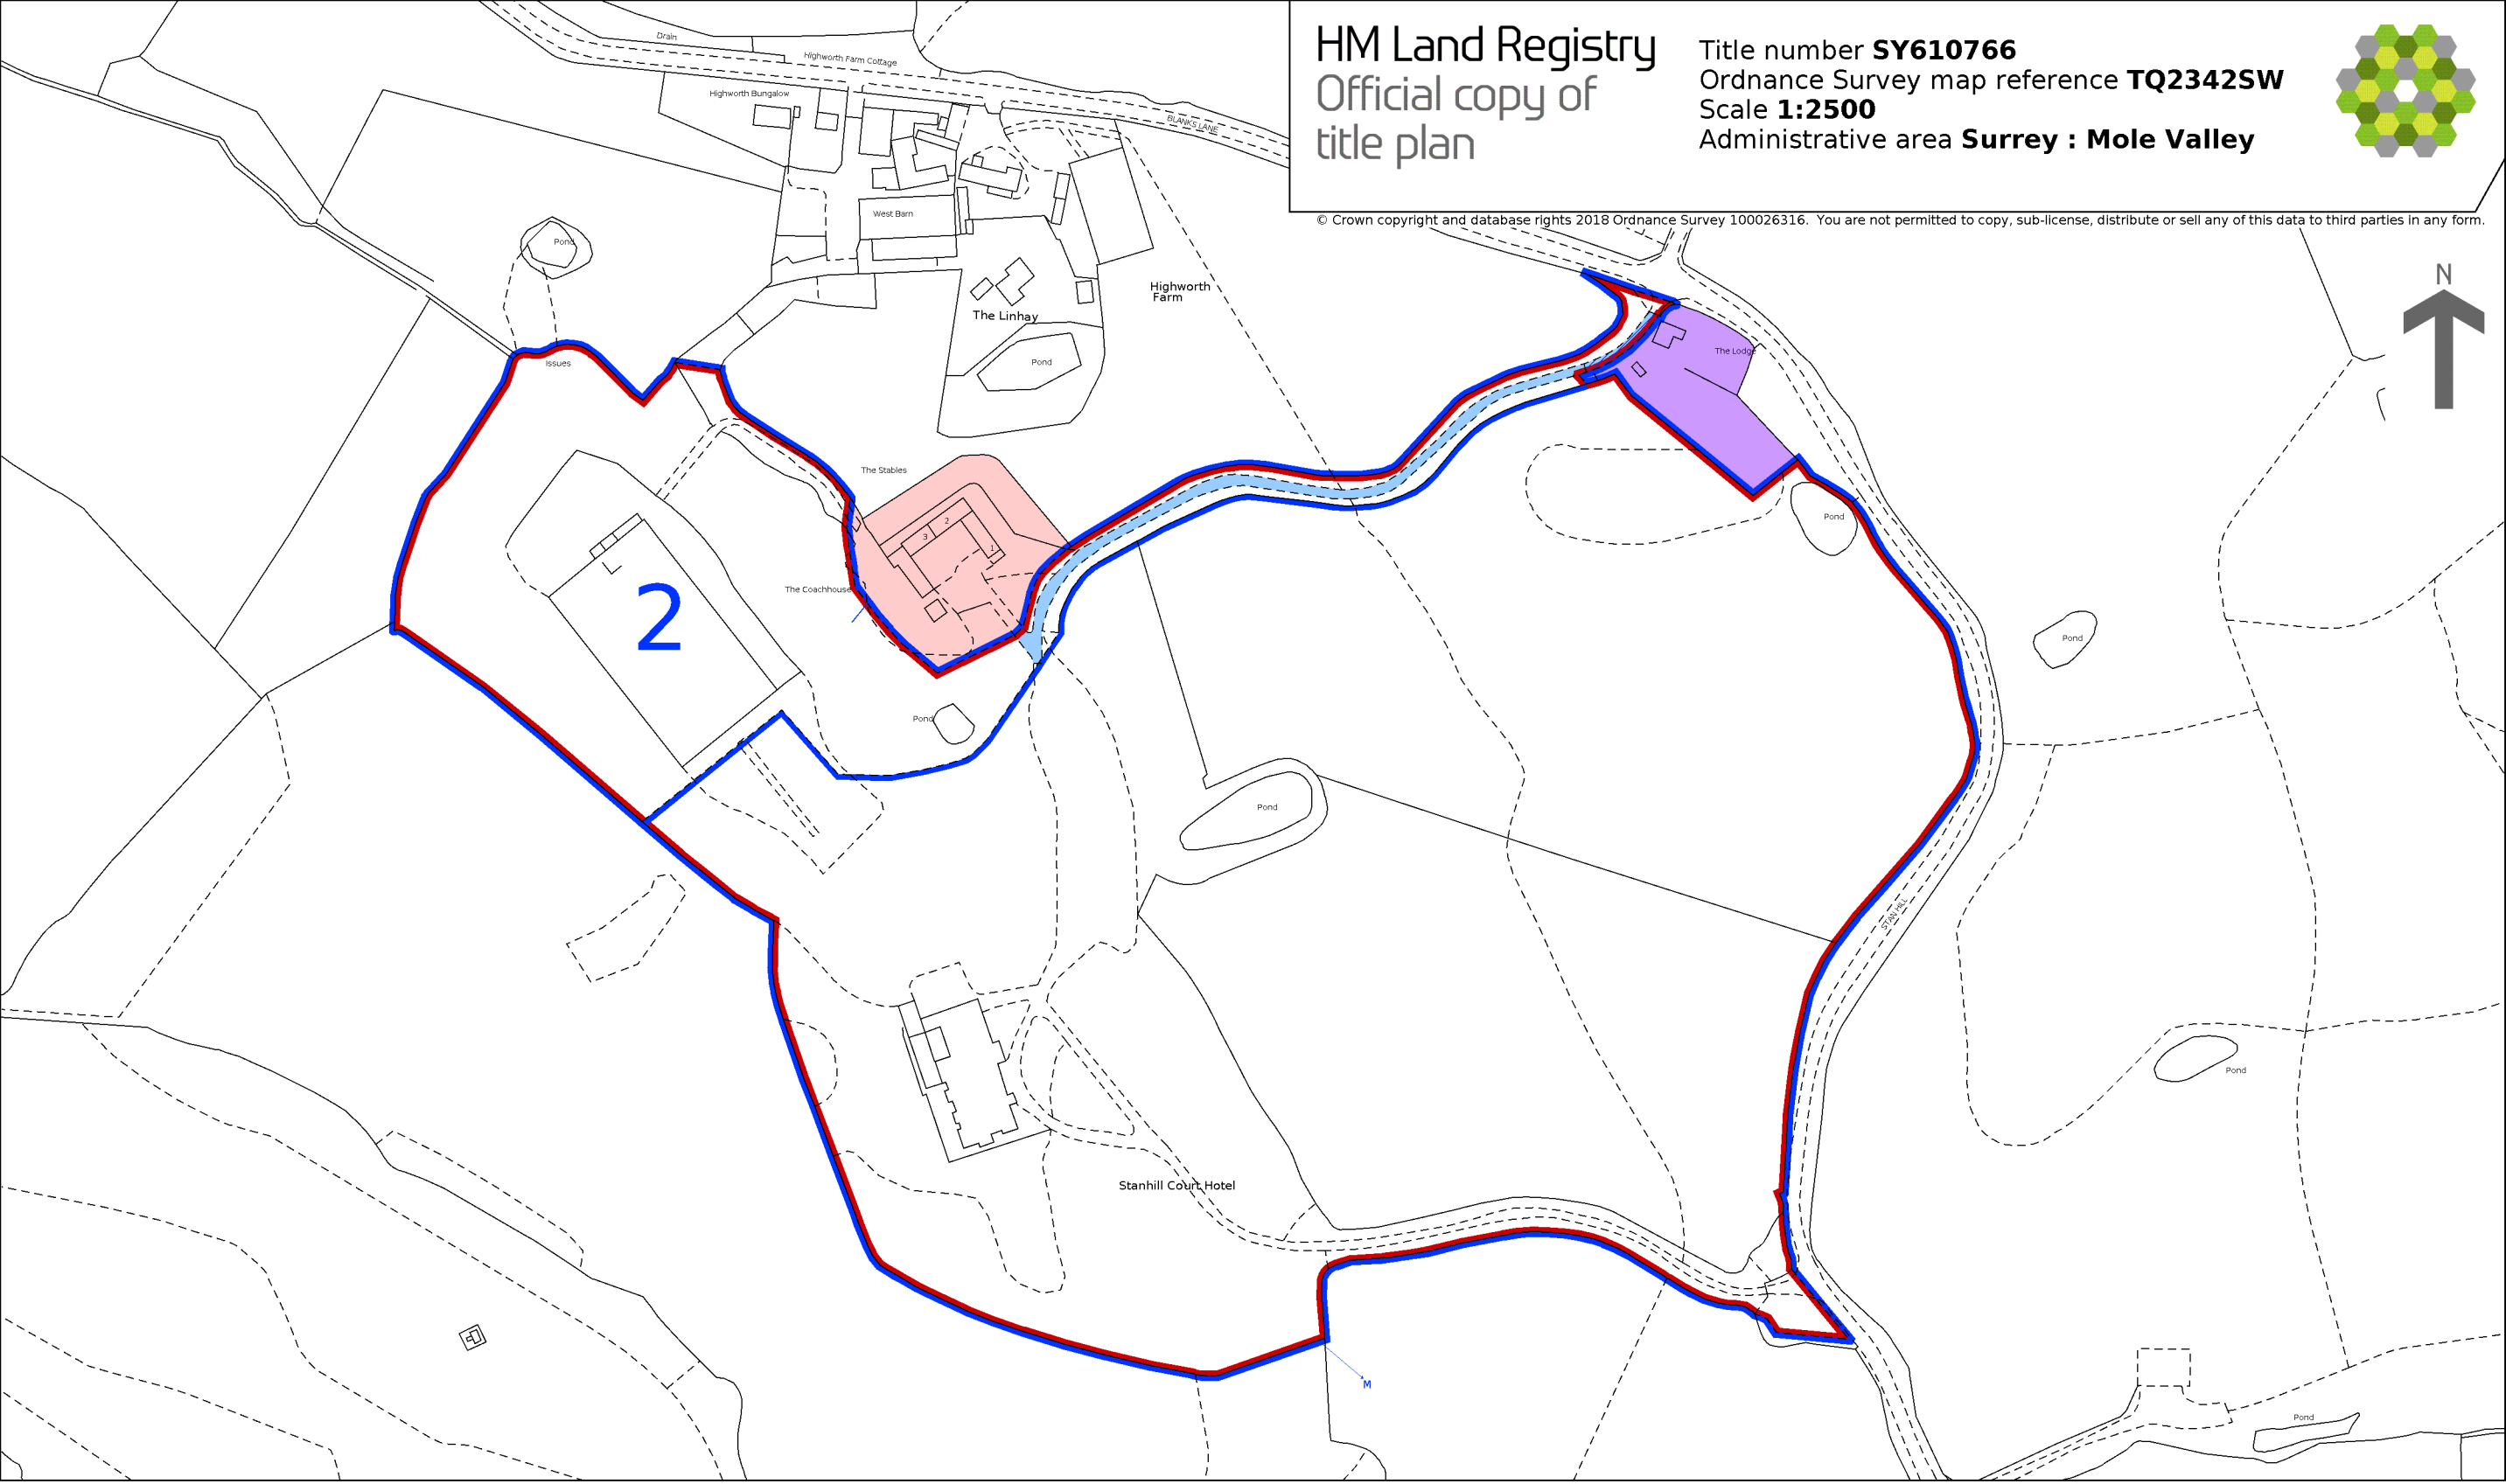 HM Land Registry
Official copy of
title plan
Title number SY610766
Ordnance Survey map reference TQ2342SW
Scale 1:2500
Administrative area Surrey : Mole Valley
© Crown copyright and database rights 2018 Ordnance Survey 100026316. You are not permitted to copy, sub-license, distribute or sell any of this data to third parties in any form.
N
Drain
Highworth Farm Cottage
Highworth Bungalow
BLANKS LANE
West Barn
Pond
Highworth
Farm
The Linhay
Issues
Pond
The Lodge
The Stables
2
3
1
Pond
The Coachhouse
2
Pond
Pond
Pond
STAN HILL
Pond
Stanhill Court Hotel
M
Pond